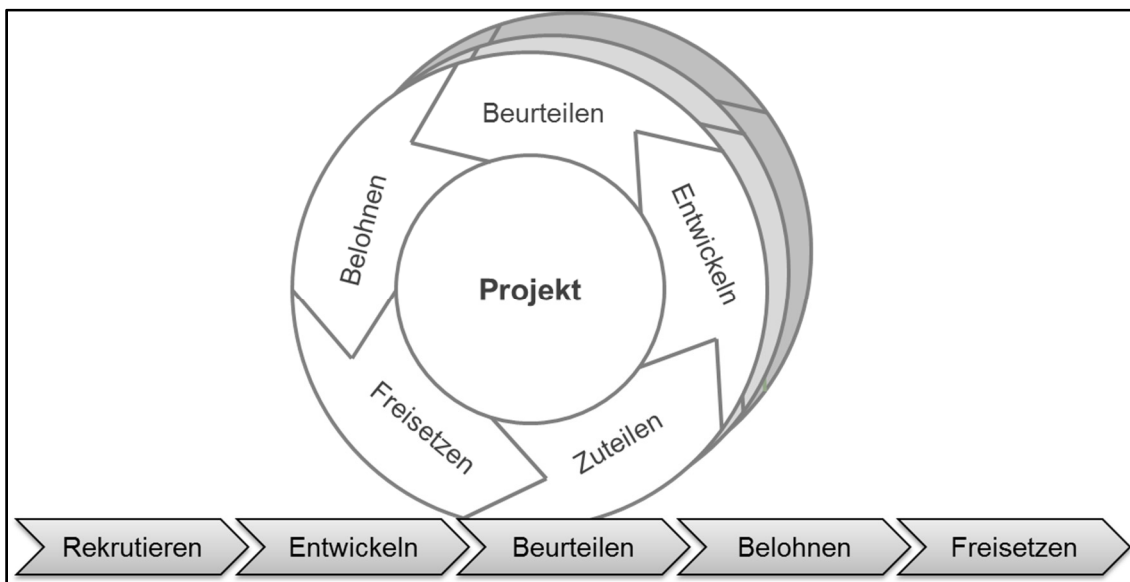 Beurteilen
Entwickeln
Belohnen
Projekt
Freisetzen
Zuteilen
Rekrutieren
Entwickeln
Beurteilen
Belohnen
Freisetzen